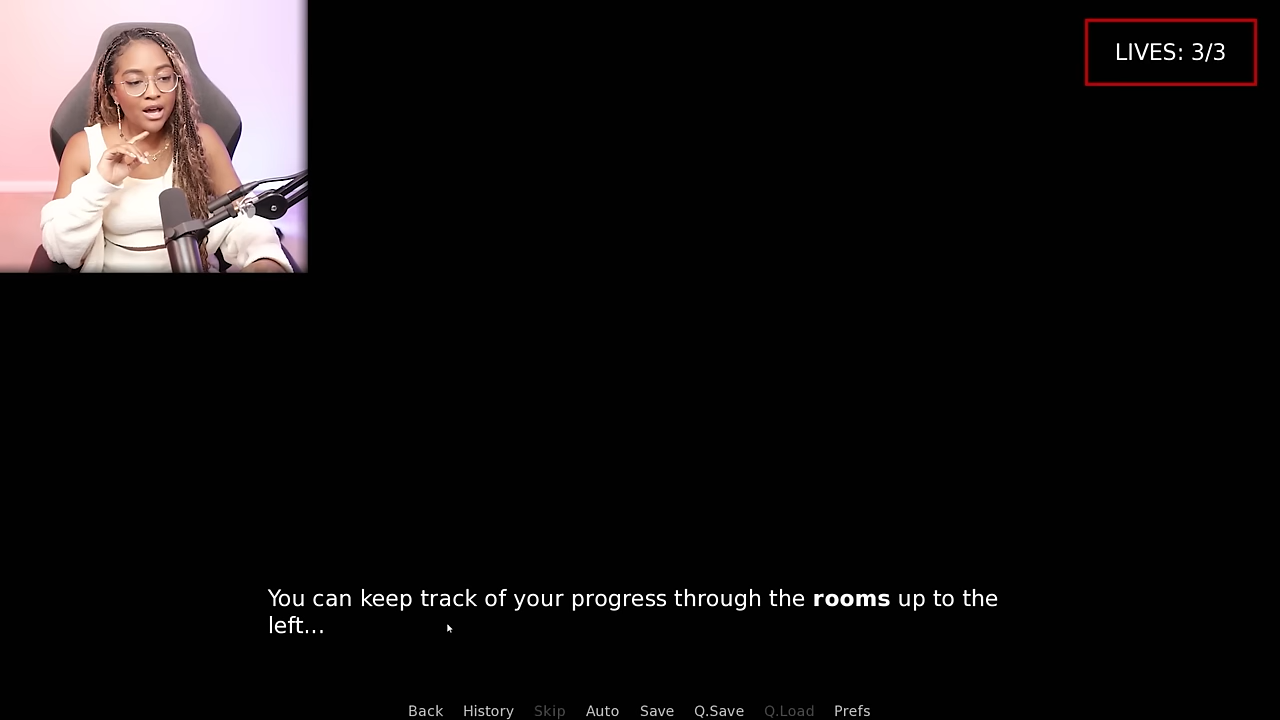 LIVES: 3/3
You can keep track of your progress through the rooms up to the
left...
Back History Skip Auto Save Q.Save Q.Load Prefs